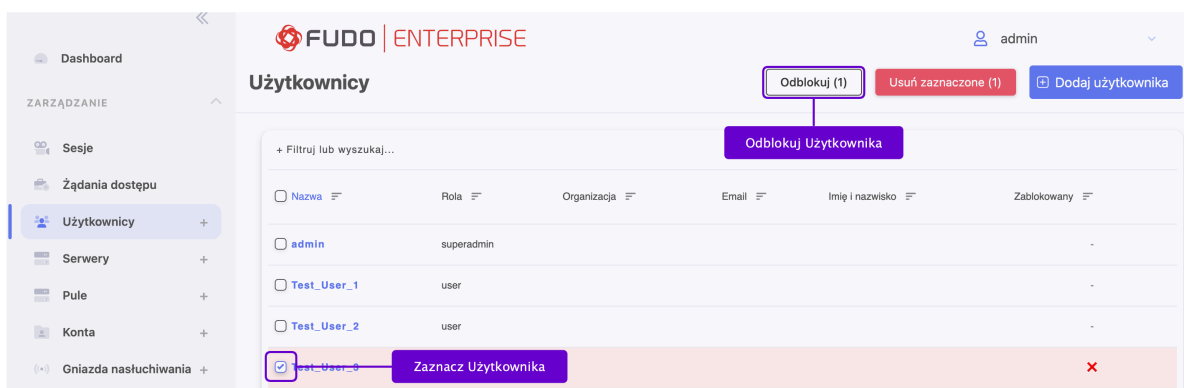 FUDO ENTERPRISE
admin
Dashboard
Użytkownicy
Odblokuj (1)
Usuń zaznaczone (1)
Dodaj użytkownika
ZARZĄDZANIE
Odblokuj Użytkownika
Sesje
+ Filtruj lub wyszukaj...
Żądania dostępu
Nazwa Rola Organizacja Email Imię i nazwisko Zablokowany
Użytkownicy +
admin superadmin -
Serwery +
Test_User_1 user -
Pule +
Test_User_2 user -
Konta +
Test_User_3
Zaznacz Użytkownika
Gniazda nasłuchiwania +